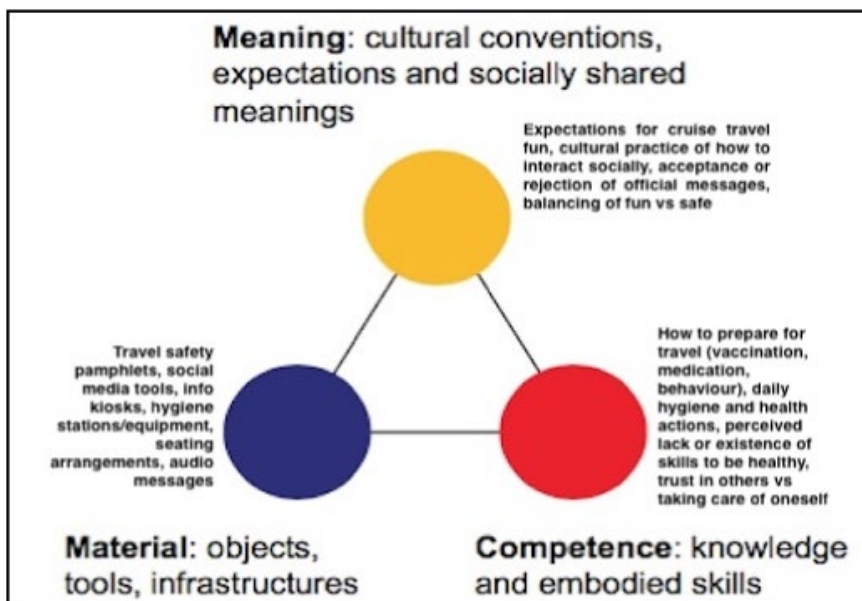 Meaning: cultural conventions,
expectations and socially shared
meanings
Expectations for cruise travel
fun, cultural practice of how to
interact socially, acceptance or
rejection of official messages,
balancing of fun vs safe
Travel safety
pamphlets, social
media tools, info
kiosks, hygiene
stations/equipment,
seating
arrangements, audio
messages
How to prepare for
travel (vaccination,
medication,
behaviour), daily
hygiene and health
actions, perceived
lack or existence of
skills to be healthy,
trust in others vs
taking care of oneself
Material: objects,
tools, infrastructures
Competence: knowledge
and embodied skills